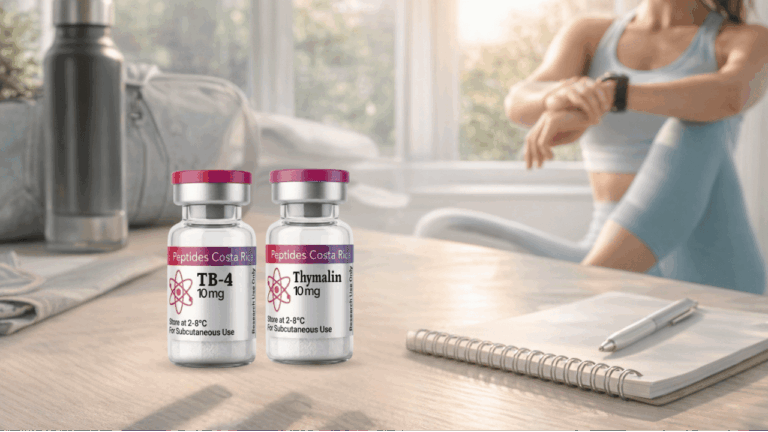 Peptides Costa Rica
TB-4
10mg
Store at 2-8°C
For Subcutaneous Use
Research Use Only
Peptides Costa Rica
Thymalin
10mg
Store at 2-8°C
For Subcutaneous Use
Research Use Only